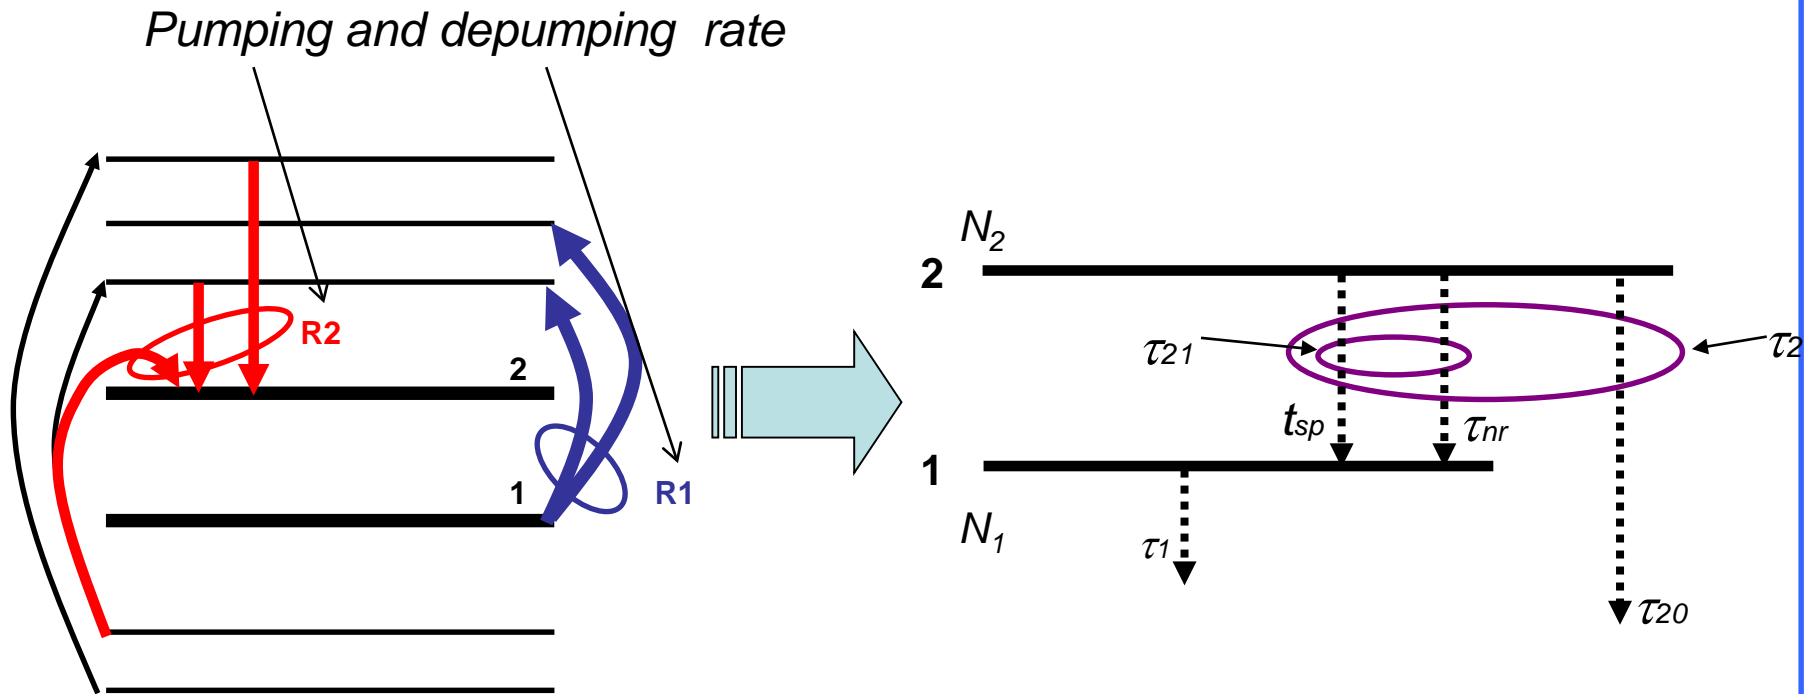 Pumping and depumping rate
R2
2
1
R1
N2
2
τ21
τ2
tsp
τnr
1
N1
τ1
τ20